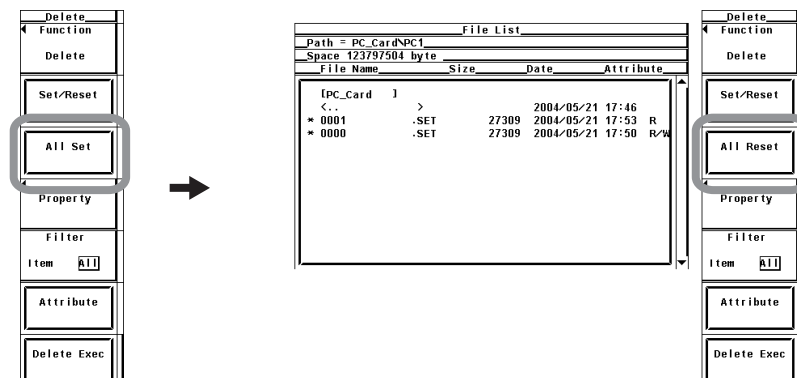 Delete
Function
Delete
Set/Reset
All Set
Property
Filter
Item All
Attribute
Delete Exec
File List
Path = PC_Card\PC1
Space 123797504 byte
File Name Size Date Attribute
[PC_Card ]
<.. > 2004/05/21 17:46
* 0001 .SET 27309 2004/05/21 17:53 R
* 0000 .SET 27309 2004/05/21 17:50 R/W
Delete
Function
Delete
Set/Reset
All Reset
Property
Filter
Item All
Attribute
Delete Exec